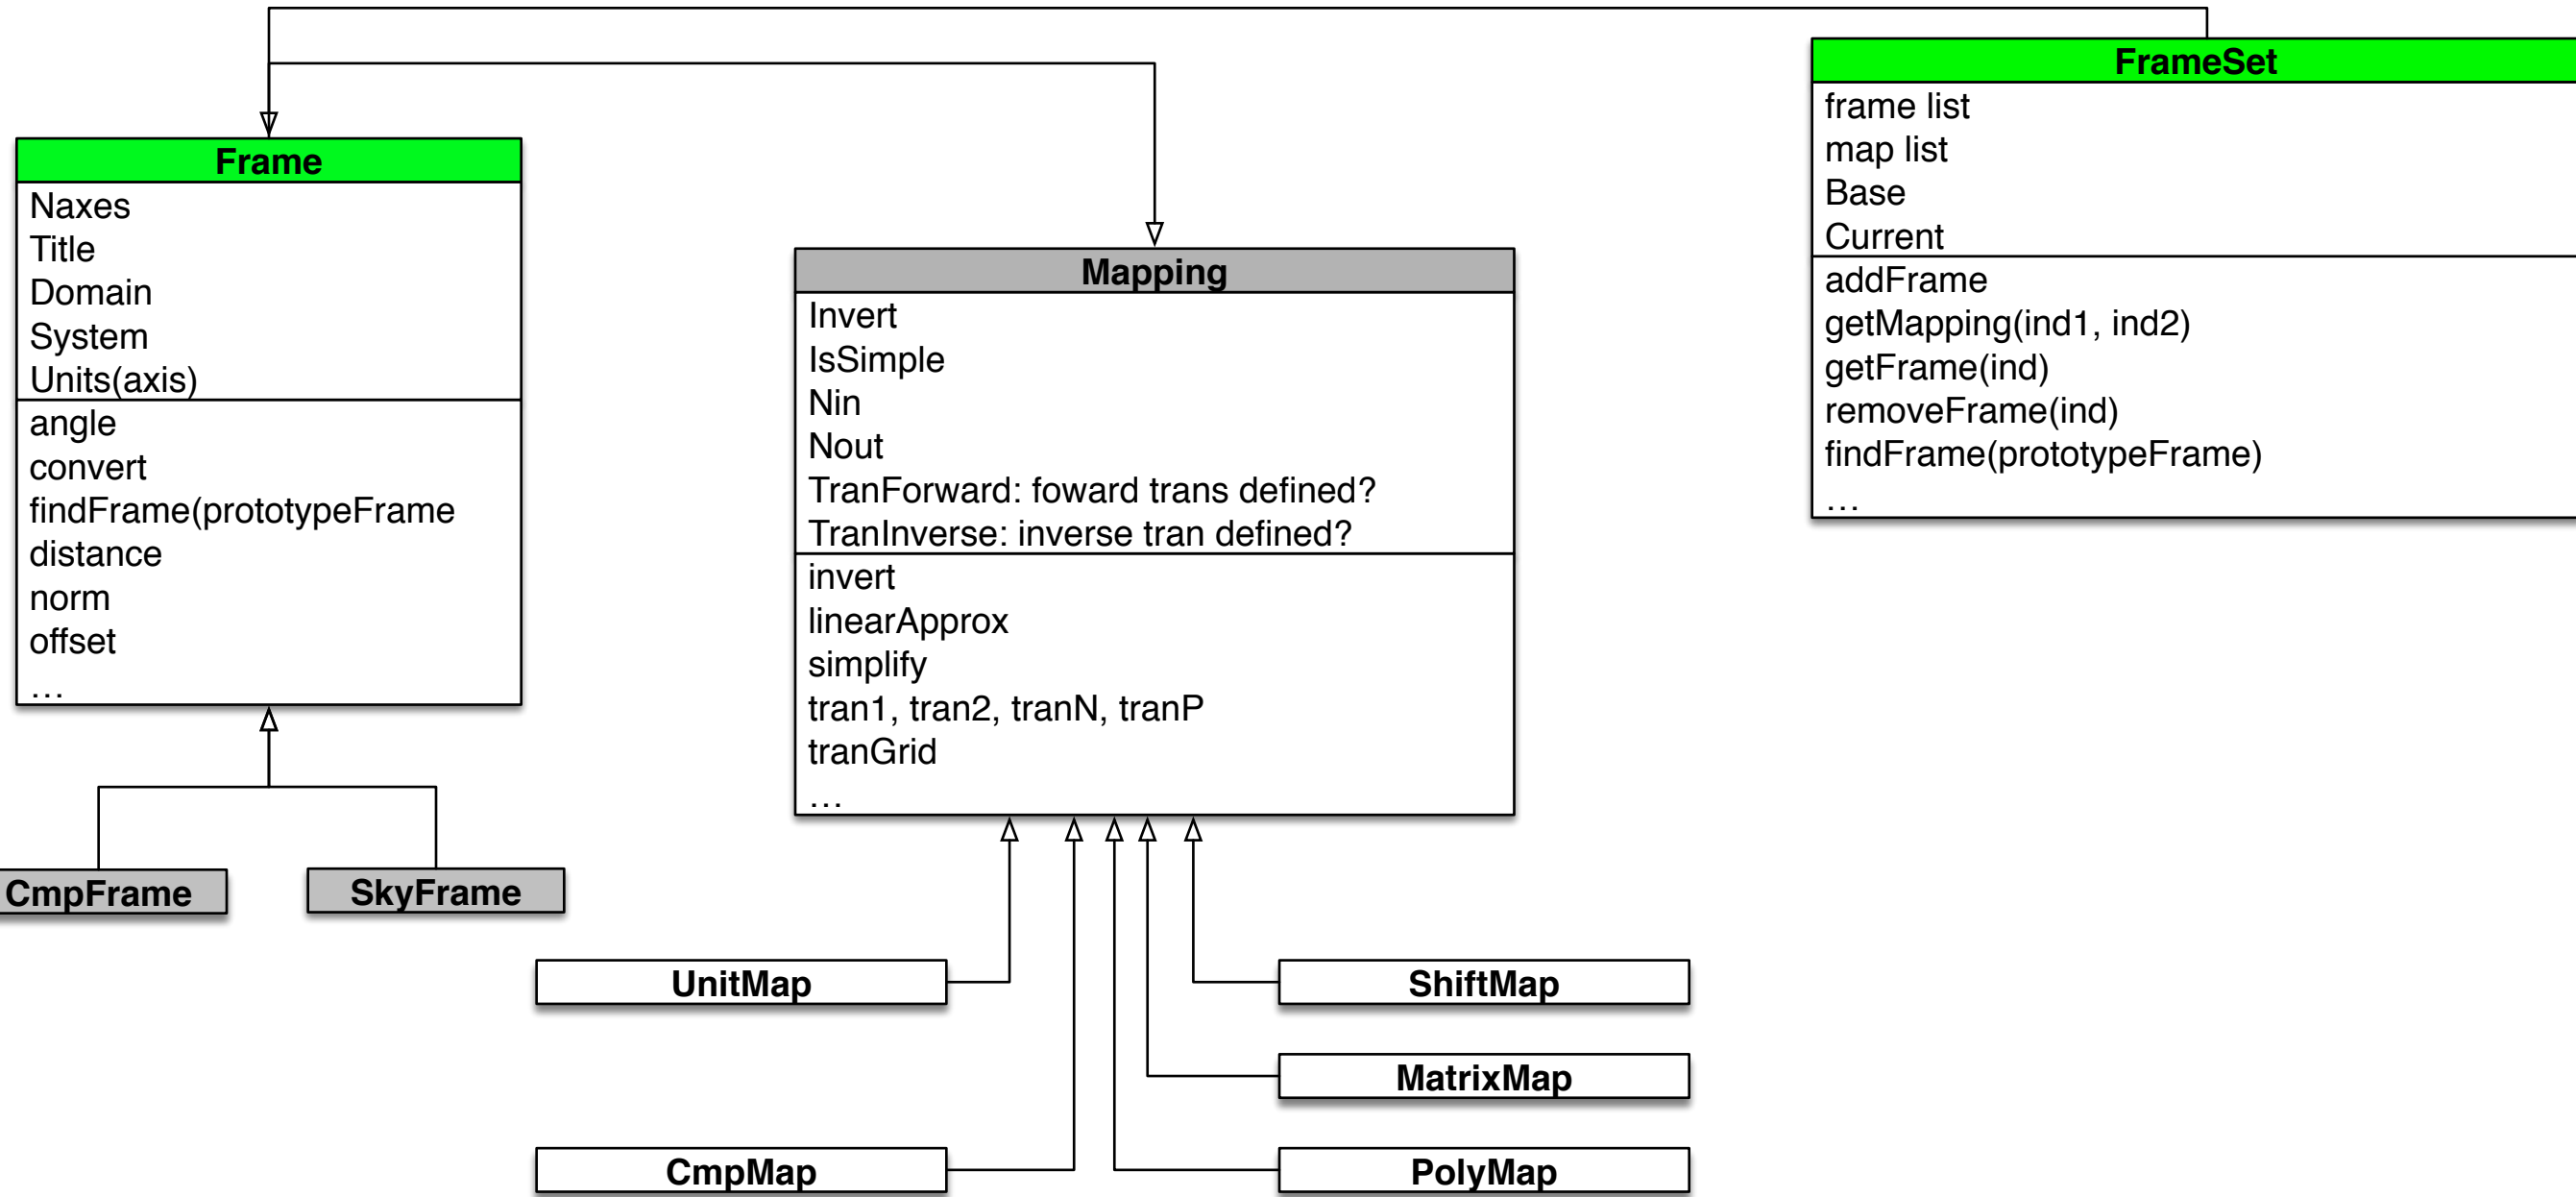 Frame
Naxes
Title
Domain
System
Units(axis)
angle
convert
findFrame(prototypeFrame
distance
norm
offset
…
CmpFrame
SkyFrame
Mapping
Invert
IsSimple
Nin
Nout
TranForward: foward trans defined?
TranInverse: inverse tran defined?
invert
linearApprox
simplify
tran1, tran2, tranN, tranP
tranGrid
…
UnitMap
CmpMap
ShiftMap
MatrixMap
PolyMap
FrameSet
frame list
map list
Base
Current
addFrame
getMapping(ind1, ind2)
getFrame(ind)
removeFrame(ind)
findFrame(prototypeFrame)
…